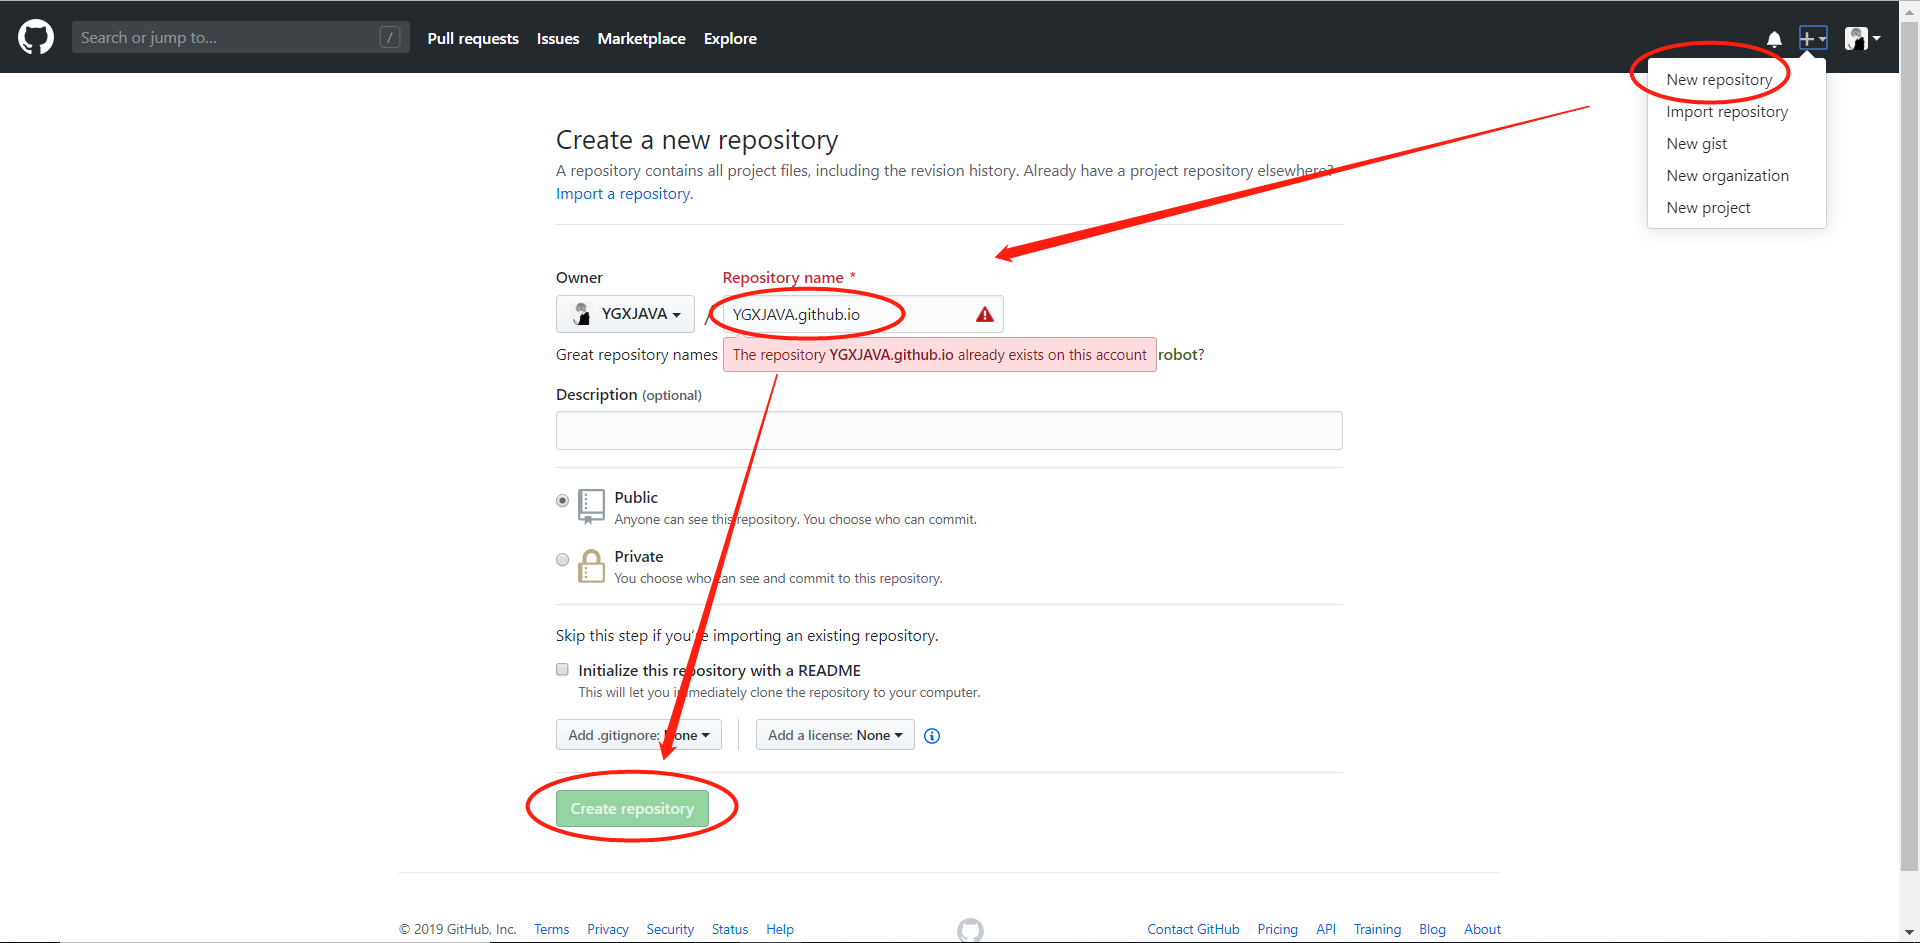 Search or jump to... /
Pull requests Issues Marketplace Explore
New repository
Import repository
New gist
New organization
New project
Create a new repository
A repository contains all project files, including the revision history. Already have a project repository elsewhere?
Import a repository.
Owner Repository name *
YGXJAVA / YGXJAVA.github.io
Great repository names The repository YGXJAVA.github.io already exists on this account robot?
Description (optional)
Public
Anyone can see this repository. You choose who can commit.
Private
You choose who can see and commit to this repository.
Skip this step if you're importing an existing repository.
Initialize this repository with a README
This will let you immediately clone the repository to your computer.
Add .gitignore: None Add a license: None
Create repository
© 2019 GitHub, Inc. Terms Privacy Security Status Help Contact GitHub Pricing API Training Blog About